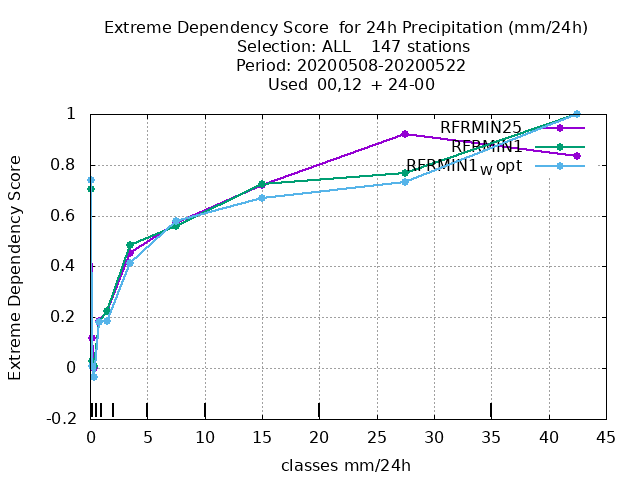 Extreme Dependency Score  for 24h Precipitation (mm/24h)
Selection: ALL    147 stations
Period: 20200508-20200522
Used  00,12  + 24-00
RFRMIN25
RFRMIN1
RFRMIN1w opt
Extreme Dependency Score
1
0.8
0.6
0.4
0.2
0
-0.2
0 5 10 15 20 25 30 35 40 45
classes mm/24h